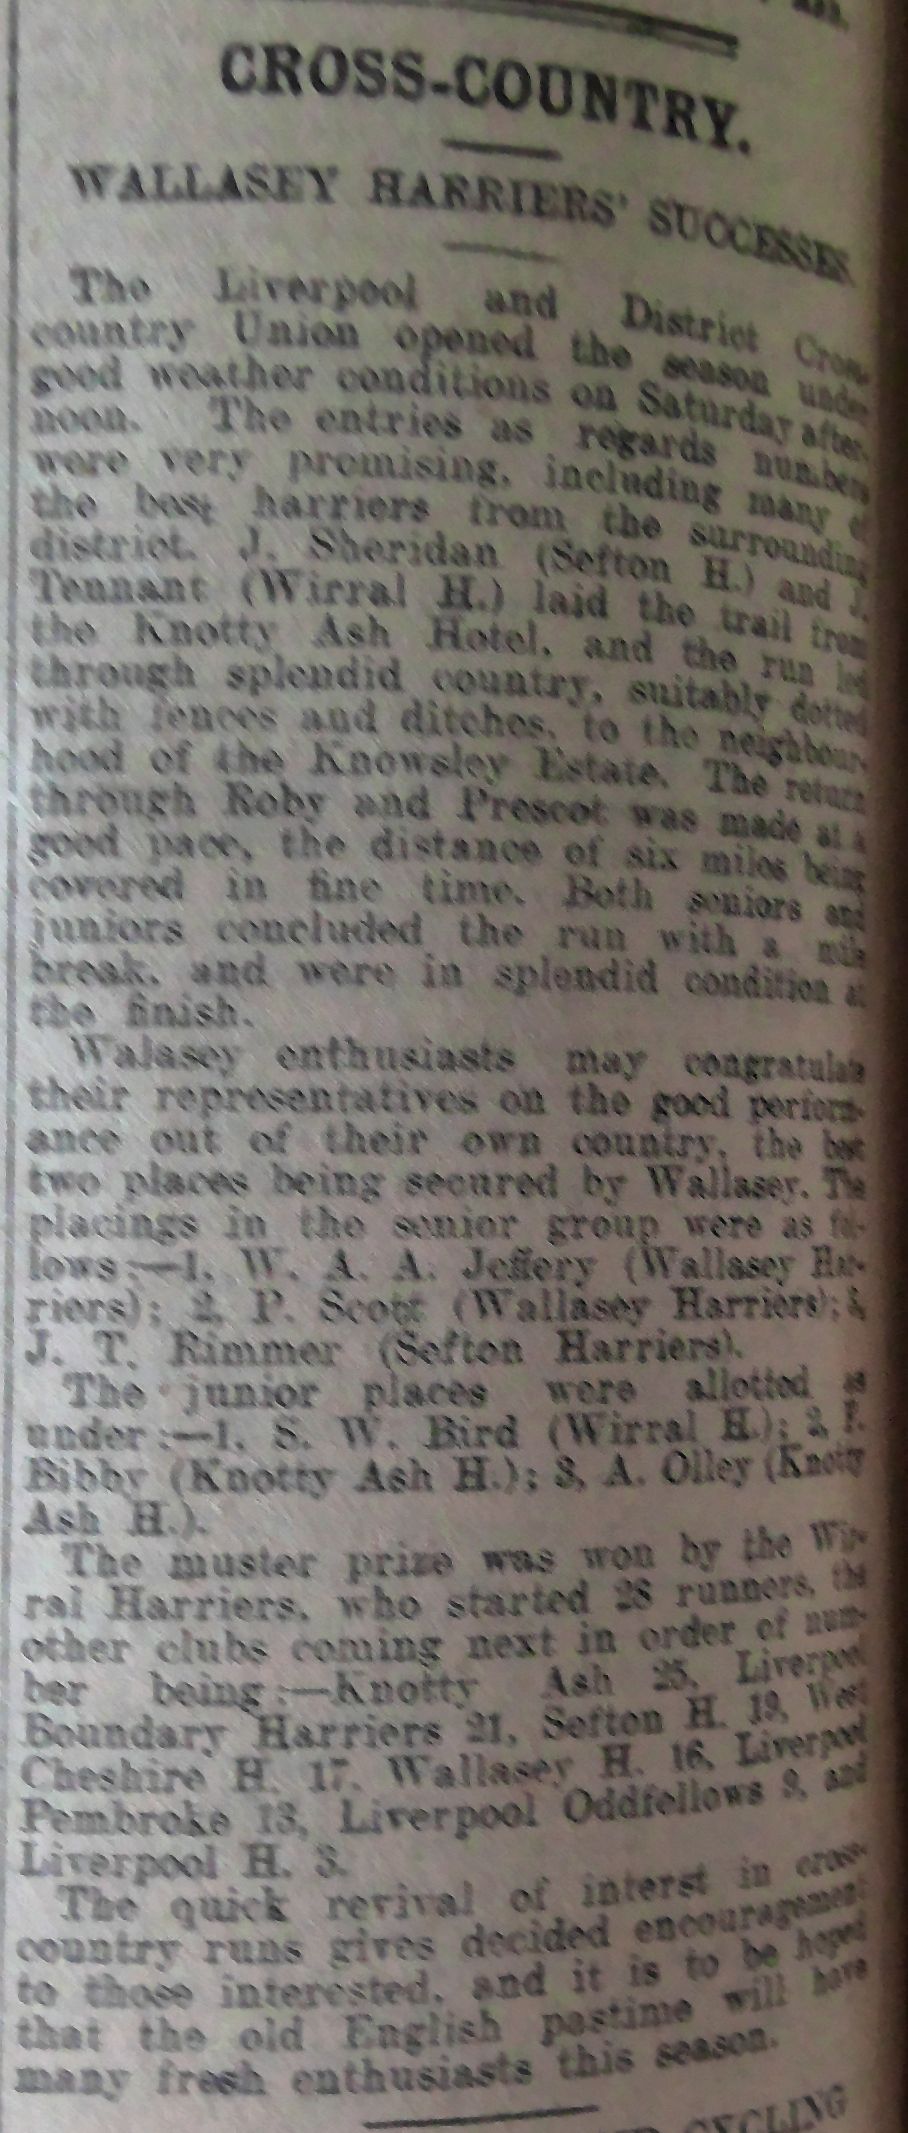 CROSS-COUNTRY.
WALLASEY HARRIERS' SUCCESSES.
The Liverpool and District Cross-
country Union opened the season under
good weather conditions on Saturday after-
noon. The entries as regards numbers
were very promising, including many of
the best harriers from the surrounding
district. J. Sheridan (Sefton H.) and J.
Tennant (Wirral H.) laid the trail from
the Knotty Ash Hotel, and the run led
through splendid country, suitably dotted
with fences and ditches, to the neighbour-
hood of the Knowsley Estate. The return
through Roby and Prescot was made at a
good pace, the distance of six miles being
covered in fine time. Both seniors and
juniors concluded the run with a mile
break, and were in splendid condition at
the finish.
Walasey enthusiasts may congratulate
their representatives on the good perform-
ance out of their own country, the best
two places being secured by Wallasey. The
placings in the senior group were as fol-
lows:—1, W. A. A. Jeffery (Wallasey Har-
riers); 2, P. Scott (Wallasey Harriers); 3,
J. T. Rimmer (Sefton Harriers).
The junior places were allotted as
under:—1, S. W. Bird (Wirral H.); 2,
Bibby (Knotty Ash H.); 3, A. Olley (Knotty
Ash H.).
The muster prize was won by the Wir-
ral Harriers, who started 28 runners, the
other clubs coming next in order of num-
ber being:—Knotty Ash 25, Liverpool
Boundary Harriers 21, Sefton H. 19, West
Cheshire H. 17, Wallasey H. 16, Liverpool
Pembroke 13, Liverpool Oddfellows 9, and
Liverpool H. 3.
The quick revival of interst in cross-
country runs gives decided encouragement
to those interested, and it is to be hoped
that the old English pastime will have
many fresh enthusiasts this season.
CYCLING